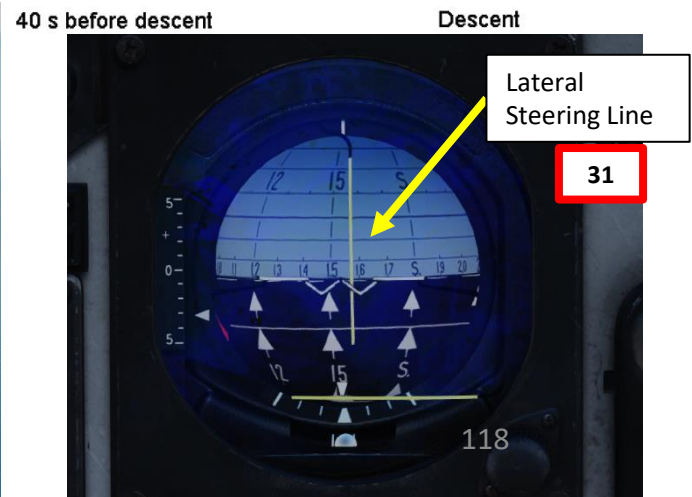 40 s before descent Descent
Lateral
Steering Line
31
12 15 S
5
+
0
11 12 13 14 15 16 17 S. 19 20
5
12 15 S.
118